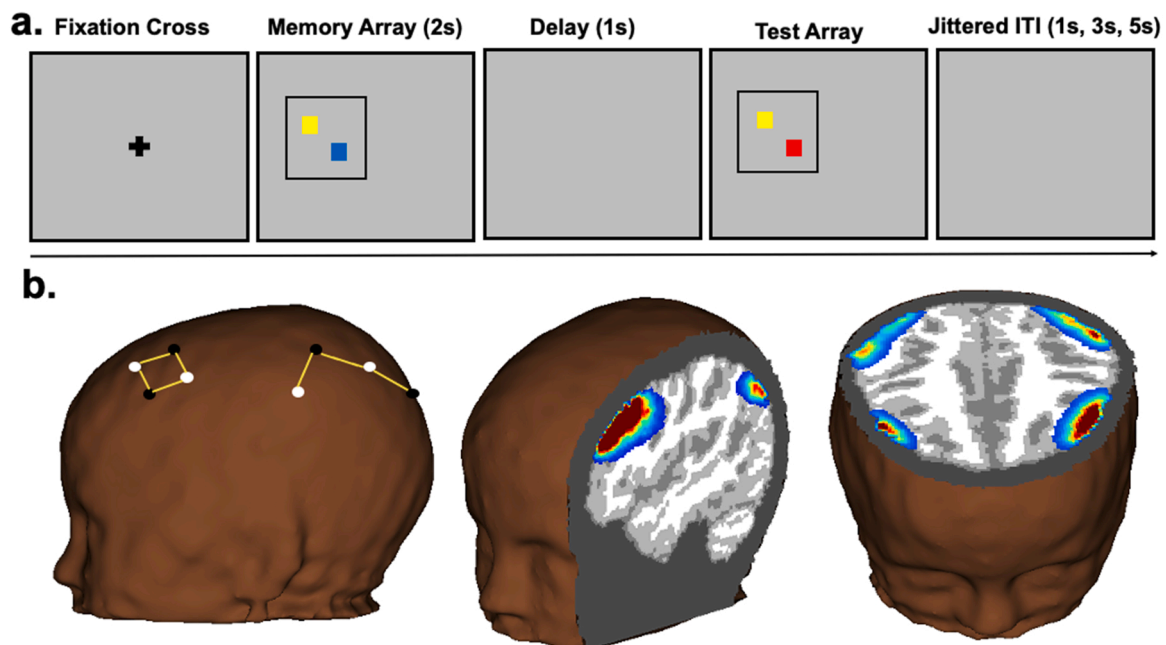 a.
Fixation Cross
Memory Array (2s)
Delay (1s)
Test Array
Jittered ITI (1s, 3s, 5s)
b.